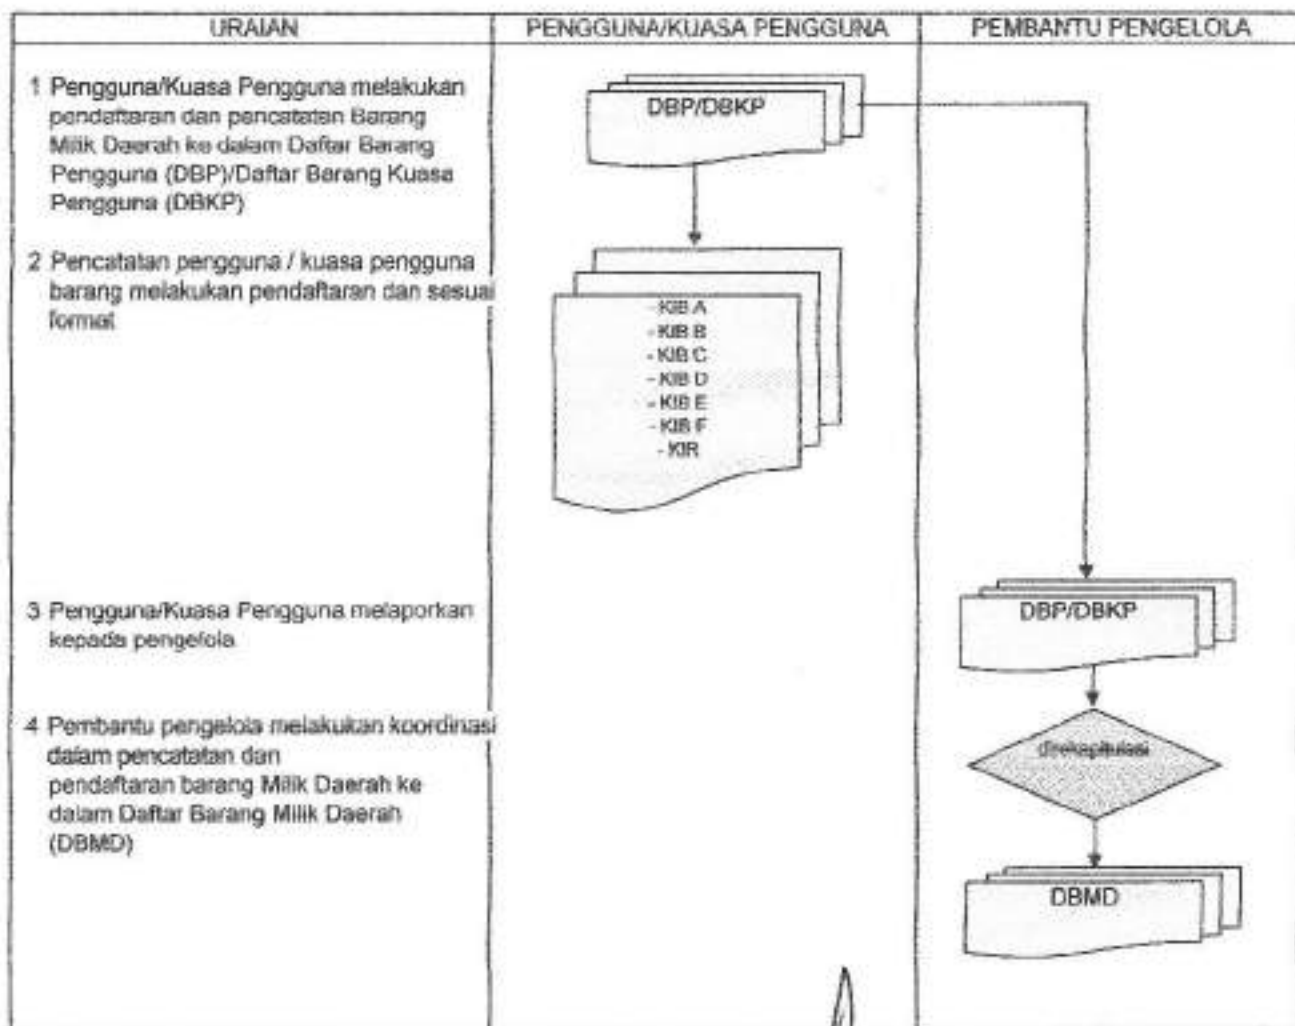 URAIAN
PENGGUNA/KUASA PENGGUNA
PEMBANTU PENGELOLA
1 Pengguna/Kuasa Pengguna melakukan
pendaftaran dan pencatatan Barang
Milik Daerah ke dalam Daftar Barang
Pengguna (DBP)/Daftar Barang Kuasa
Pengguna (DBKP)
DBP/DBKP
2 Pencatatan pengguna / kuasa pengguna
barang melakukan pendaftaran dan sesuai
format
- KIB A
- KIB B
- KIB C
- KIB D
- KIB E
- KIB F
- KIR
3 Pengguna/Kuasa Pengguna melaporkan
kepada pengelola
DBP/DBKP
4 Pembantu pengelola melakukan koordinasi
dalam pencatatan dan
pendaftaran barang Milik Daerah ke
dalam Daftar Barang Milik Daerah
(DBMD)
direkapitulasi
DBMD